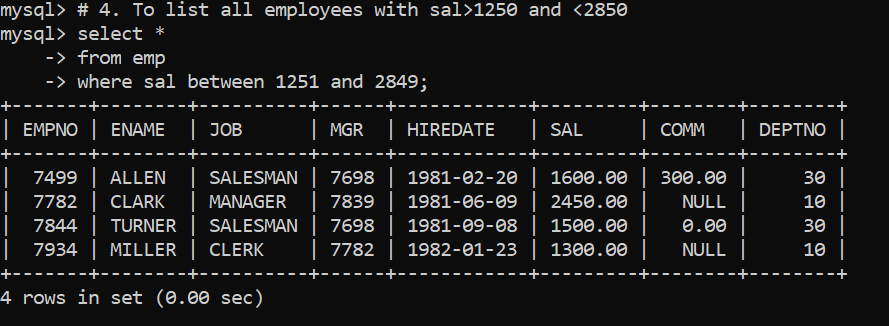 mysql> # 4. To list all employees with sal>1250 and <2850
mysql> select *
    -> from emp
    -> where sal between 1251 and 2849;
+-------+--------+----------+------+------------+---------+--------+--------+
| EMPNO | ENAME  | JOB      | MGR  | HIREDATE   | SAL     | COMM   | DEPTNO |
+-------+--------+----------+------+------------+---------+--------+--------+
|  7499 | ALLEN  | SALESMAN | 7698 | 1981-02-20 | 1600.00 | 300.00 |     30 |
|  7782 | CLARK  | MANAGER  | 7839 | 1981-06-09 | 2450.00 |   NULL |     10 |
|  7844 | TURNER | SALESMAN | 7698 | 1981-09-08 | 1500.00 |   0.00 |     30 |
|  7934 | MILLER | CLERK    | 7782 | 1982-01-23 | 1300.00 |   NULL |     10 |
+-------+--------+----------+------+------------+---------+--------+--------+
4 rows in set (0.00 sec)